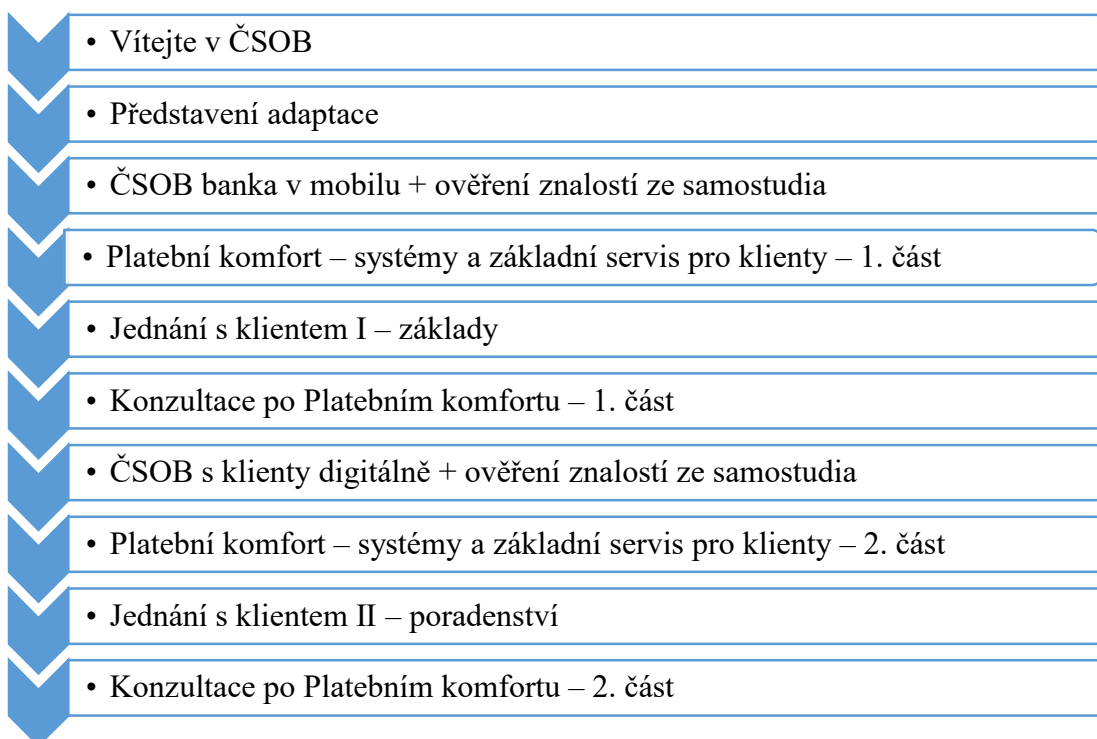 • Vítejte v ČSOB
• Představení adaptace
• ČSOB banka v mobilu + ověření znalostí ze samostudia
• Platební komfort – systémy a základní servis pro klienty – 1. část
• Jednání s klientem I – základy
• Konzultace po Platebním komfortu – 1. část
• ČSOB s klienty digitálně + ověření znalostí ze samostudia
• Platební komfort – systémy a základní servis pro klienty – 2. část
• Jednání s klientem II – poradenství
• Konzultace po Platebním komfortu – 2. část